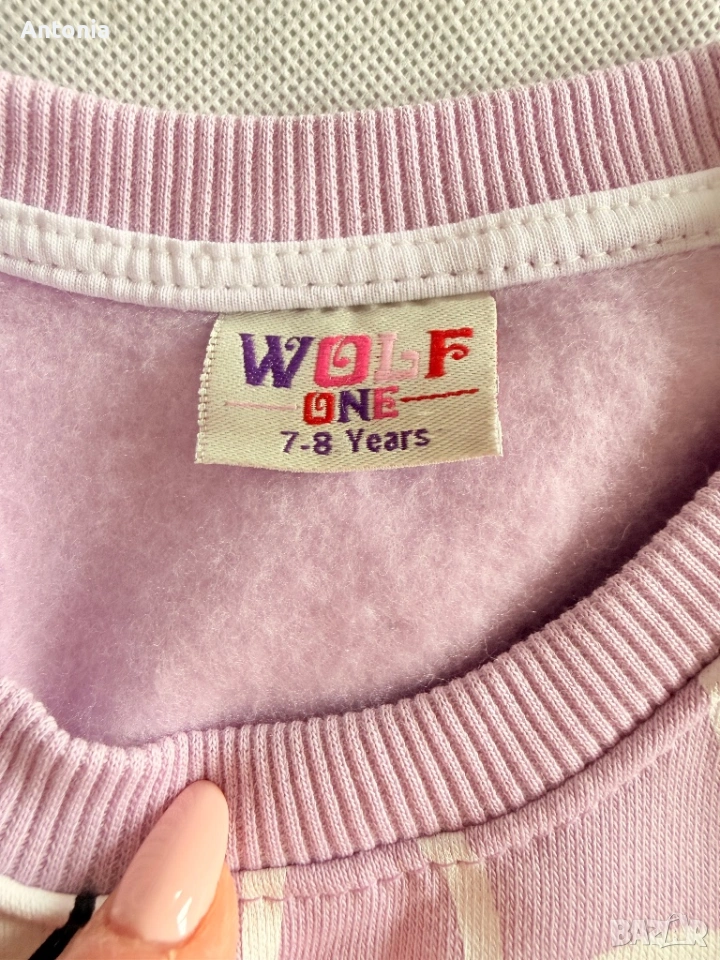 Antonia
WOLF
ONE
7-8 Years
BAZAR